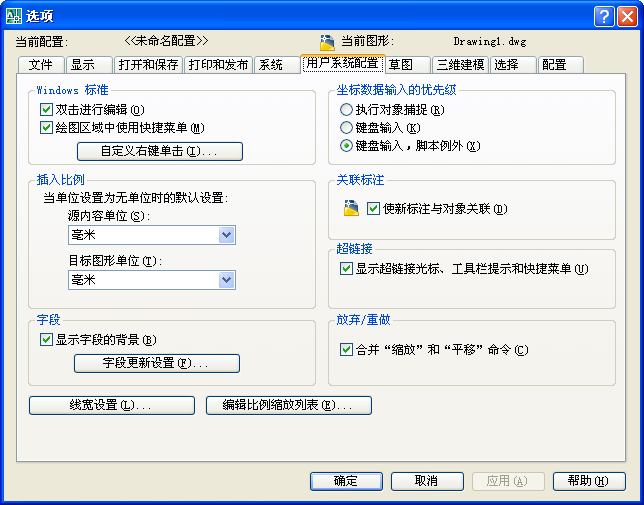 选项
当前配置: <<未命名配置>> 当前图形: Drawing1.dwg
文件 显示 打开和保存 打印和发布 系统 用户系统配置 草图 三维建模 选择 配置
Windows 标准
双击进行编辑(O)
绘图区域中使用快捷菜单(M)
自定义右键单击(I)...
坐标数据输入的优先级
执行对象捕捉(R)
键盘输入(K)
键盘输入，脚本例外(X)
插入比例
当单位设置为无单位时的默认设置:
源内容单位(S):
毫米
目标图形单位(T):
毫米
关联标注
使新标注与对象关联(D)
超链接
显示超链接光标、工具栏提示和快捷菜单(U)
字段
显示字段的背景(B)
字段更新设置(F)...
放弃/重做
合并“缩放”和“平移”命令(C)
线宽设置(L)... 编辑比例缩放列表(E)...
确定 取消 应用(A) 帮助(H)